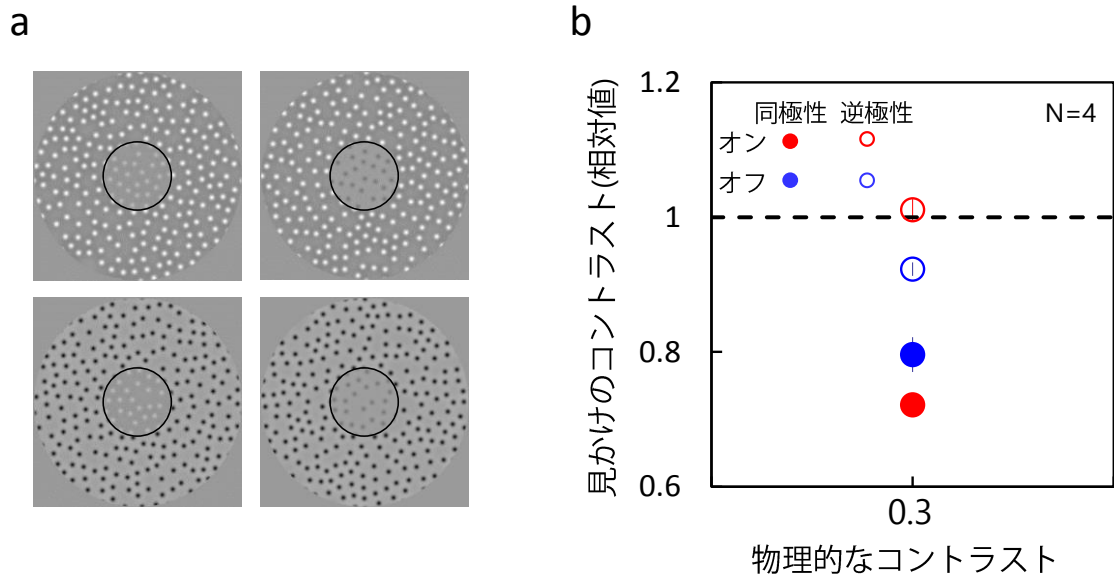 a
b
見かけのコントラスト(相対値)
1.2
1
0.8
0.6
同極性 逆極性
オン
オフ
N=4
0.3
物理的なコントラスト